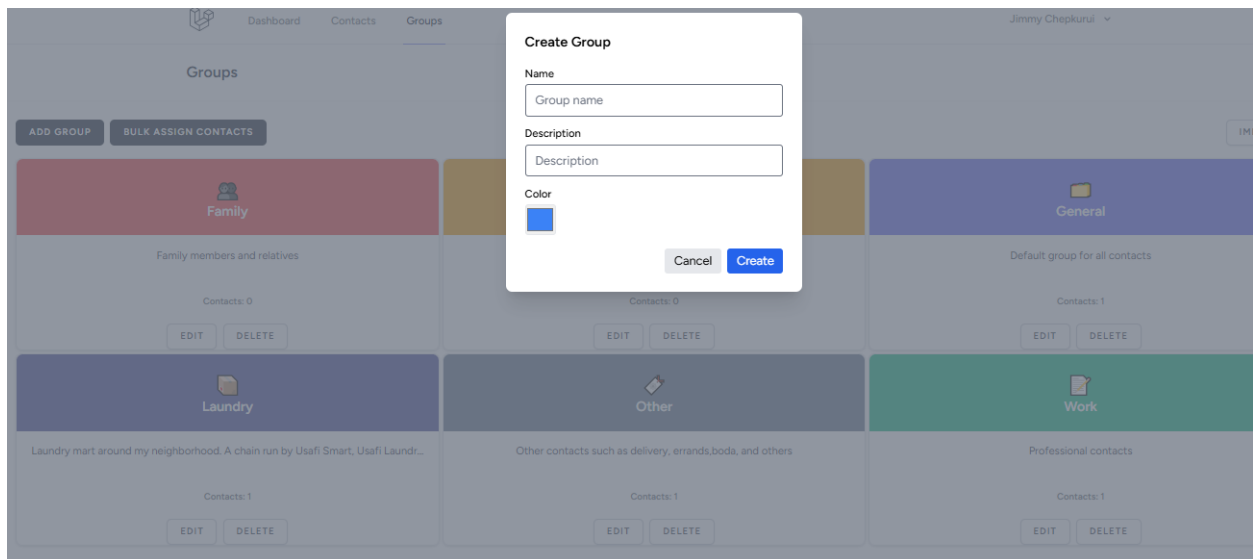 Dashboard Contacts Groups Jimmy Chepkurui
Groups
ADD GROUP BULK ASSIGN CONTACTS
Create Group
Name
Group name
Description
Description
Color
Cancel Create
Family
Family members and relatives
Contacts: 0
EDIT DELETE
Contacts: 0
EDIT DELETE
General
Default group for all contacts
Contacts: 1
EDIT DELETE
Laundry
Laundry mart around my neighborhood. A chain run by Usafi Smart, Usafi Laundr...
Contacts: 1
EDIT DELETE
Other
Other contacts such as delivery, errands,boda, and others
Contacts: 1
EDIT DELETE
Work
Professional contacts
Contacts: 1
EDIT DELETE